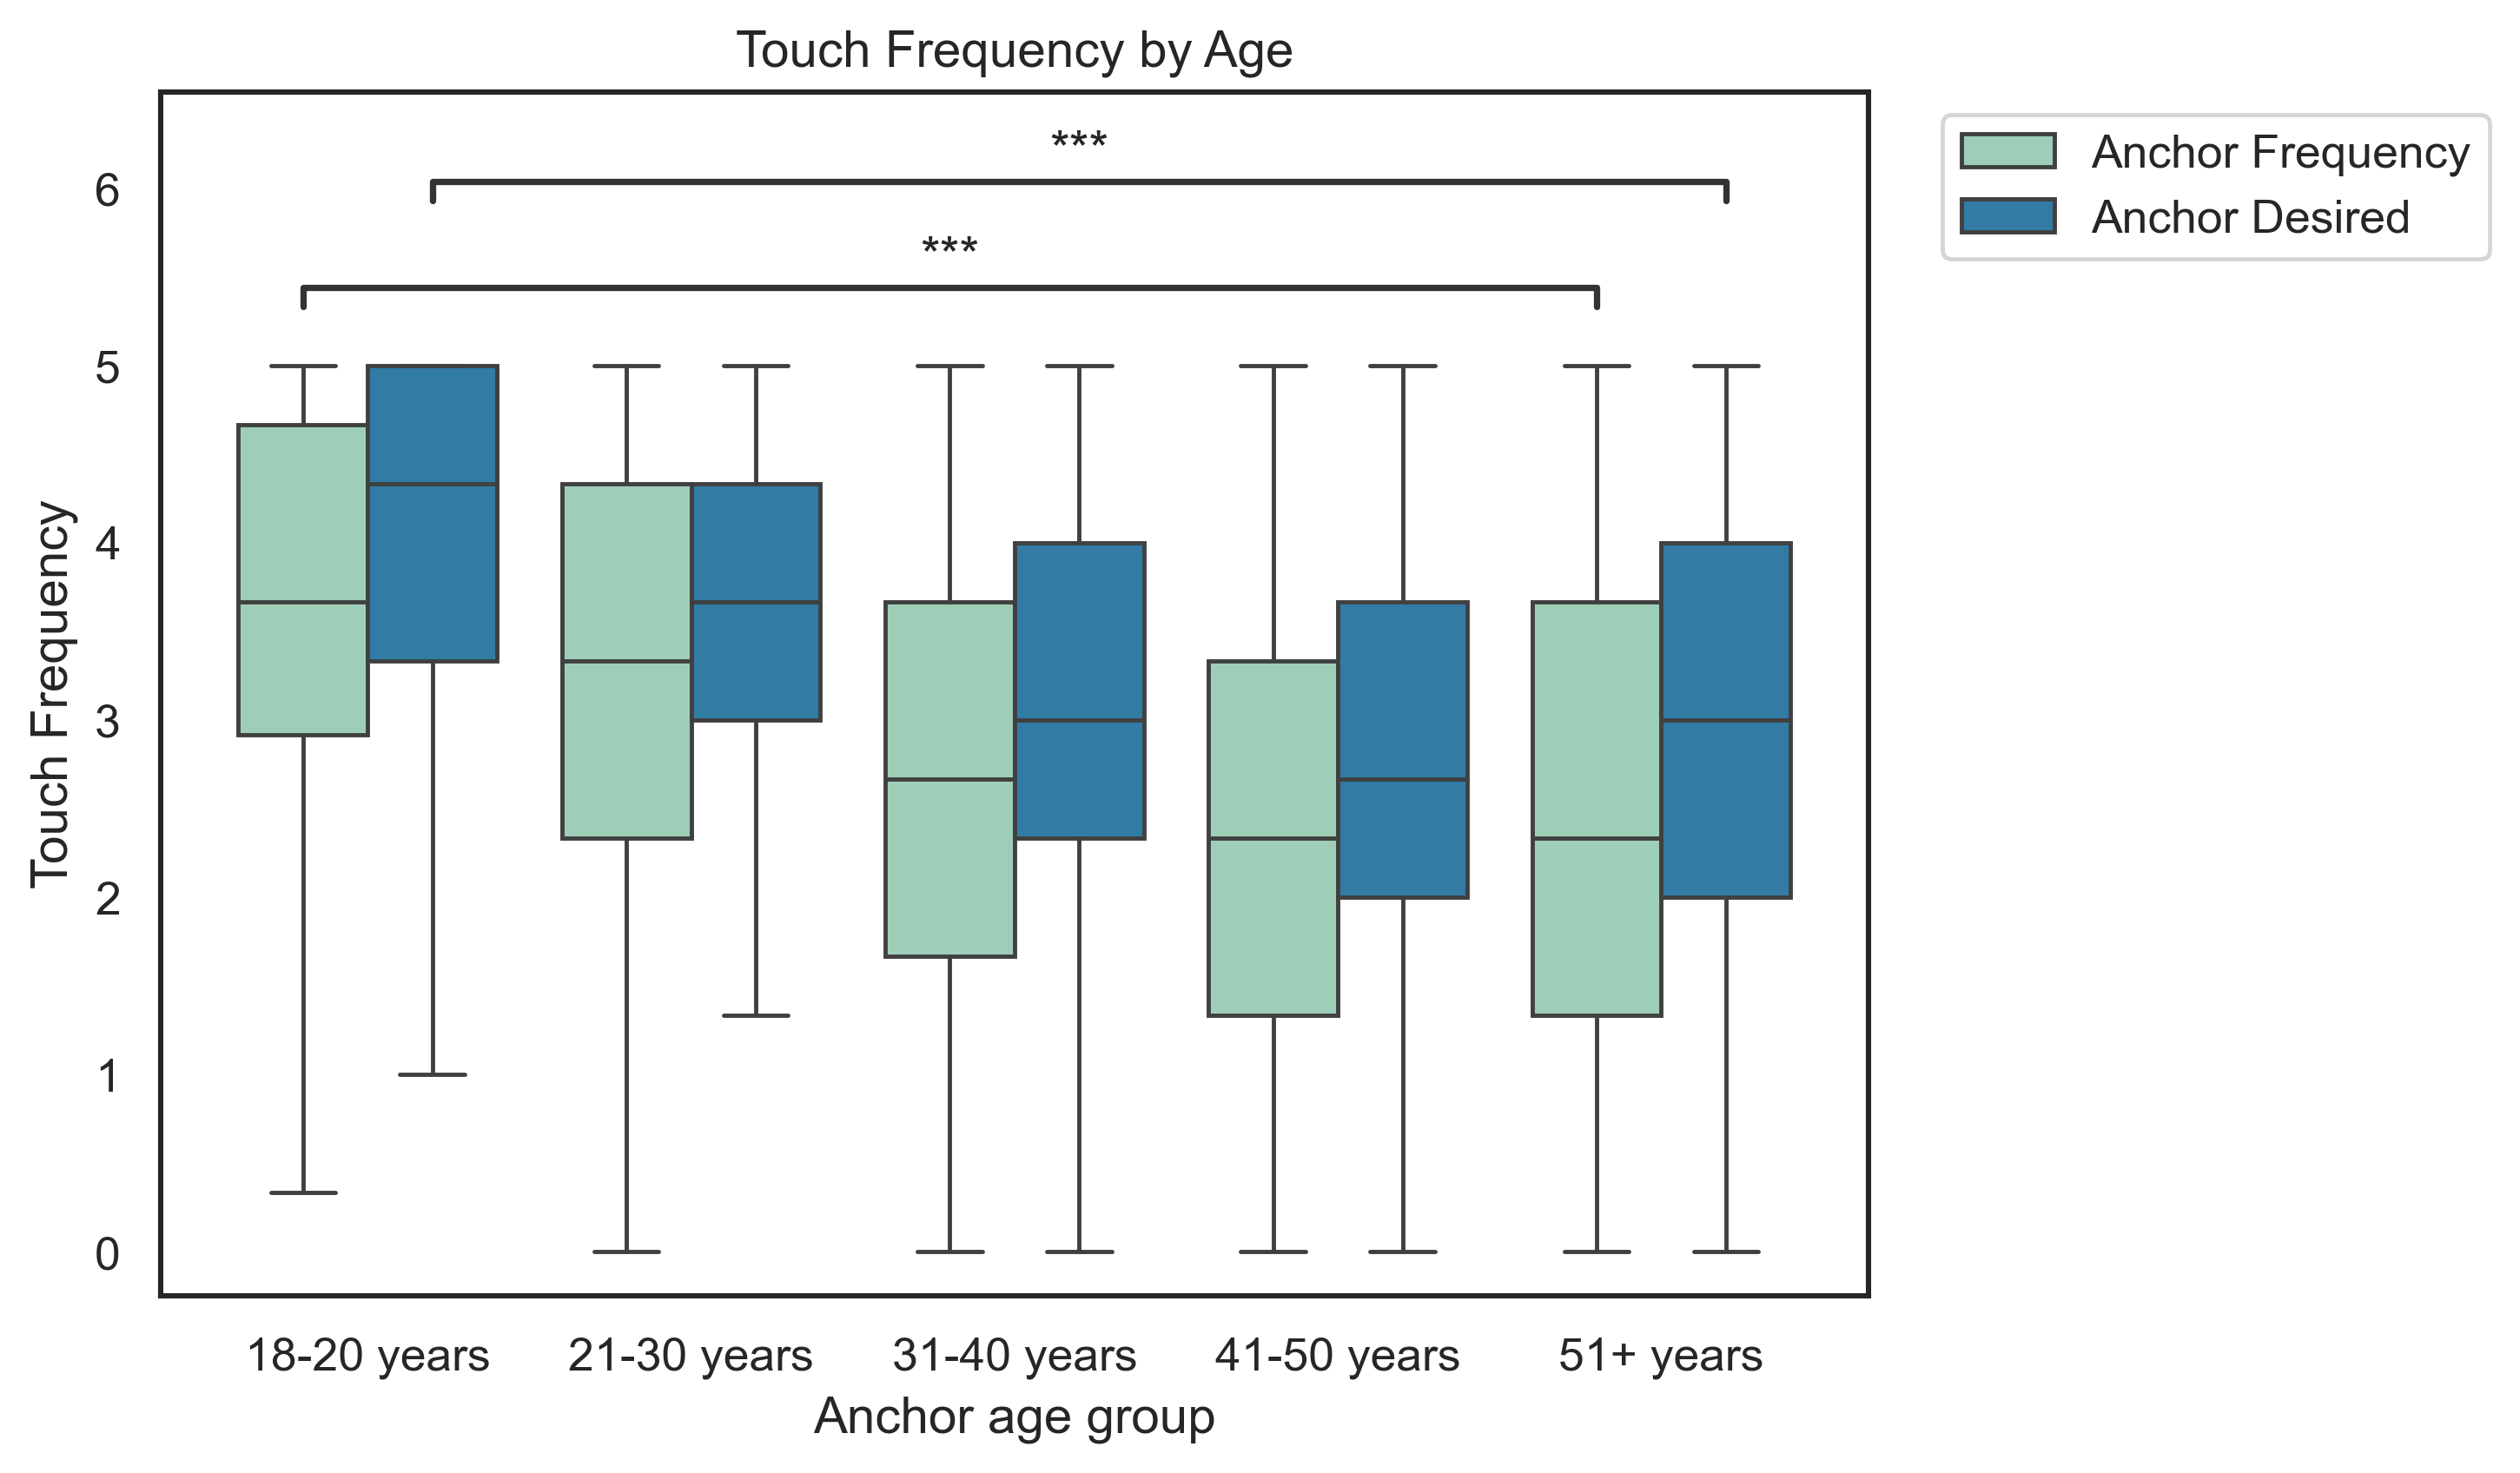 Touch Frequency by Age
***
***
Anchor Frequency
Anchor Desired
Touch Frequency
6
5
4
3
2
1
0
18-20 years
21-30 years
31-40 years
41-50 years
51+ years
Anchor age group